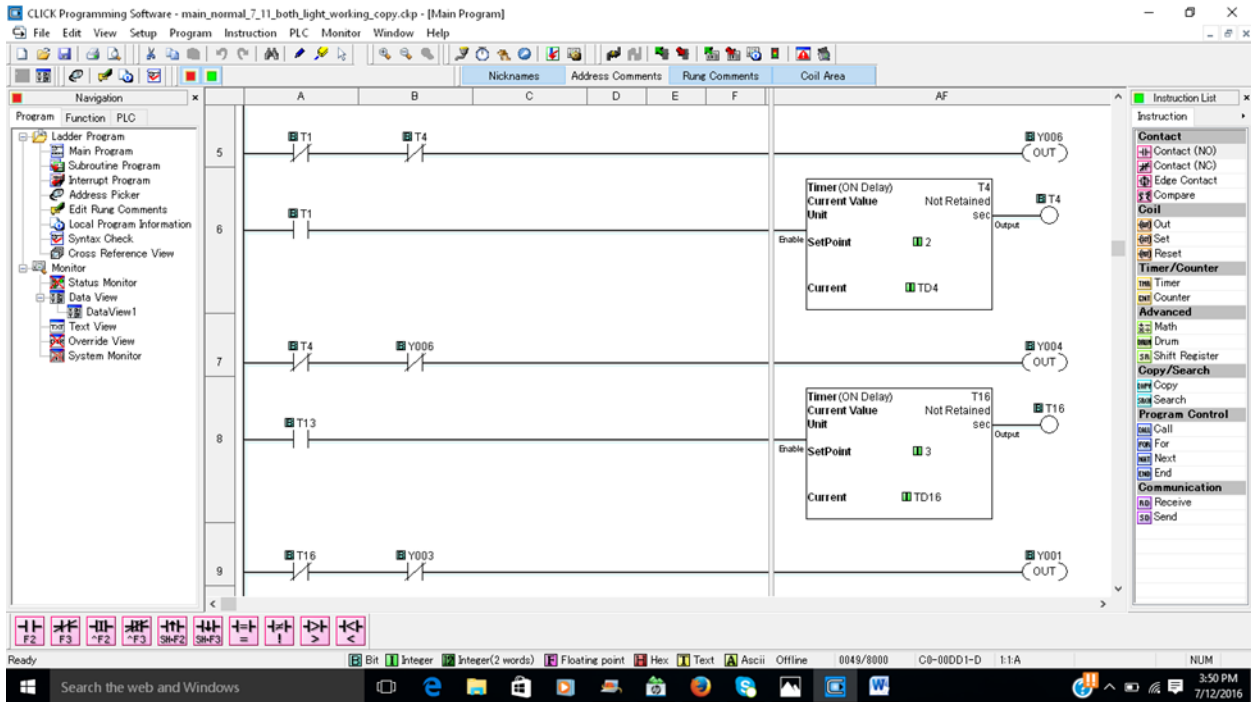 CLICK Programming Software - main_normal_7_11_both_light_working_copy.ckp - [Main Program]
File Edit View Setup Program Instruction PLC Monitor Window Help
Nicknames Address Comments Rung Comments Coil Area
Navigation
Program Function PLC
Ladder Program
Main Program
Subroutine Program
Interrupt Program
Address Picker
Edit Rung Comments
Local Program Information
Syntax Check
Cross Reference View
Monitor
Status Monitor
Data View
DataView1
Text View
Override View
System Monitor
A B C D E F AF
5 T1 T4 Y006
OUT
6 T1
Timer (ON Delay) T4
Current Value Not Retained T4
Unit sec
Output
Enable SetPoint 2
Current TD4
7 T4 Y006 Y004
OUT
8 T13
Timer (ON Delay) T16
Current Value Not Retained T16
Unit sec
Output
Enable SetPoint 3
Current TD16
9 T16 Y003 Y001
OUT
Instruction List
Instruction
Contact
Contact (NO)
Contact (NC)
Edge Contact
Compare
Coil
Out
Set
Reset
Timer/Counter
Timer
Counter
Advanced
Math
Drum
Shift Register
Copy/Search
Copy
Search
Program Control
Call
For
Next
End
Communication
Receive
Send
F2 F3 ^F2 ^F3 SH+F2 SH+F3 = ! > <
Ready B Bit I Integer Integer(2 words) F Floating point H Hex T Text A Ascii Offline 0049/8000 C0-00DD1-D 1:1:A NUM
Search the web and Windows
3:50 PM
7/12/2016